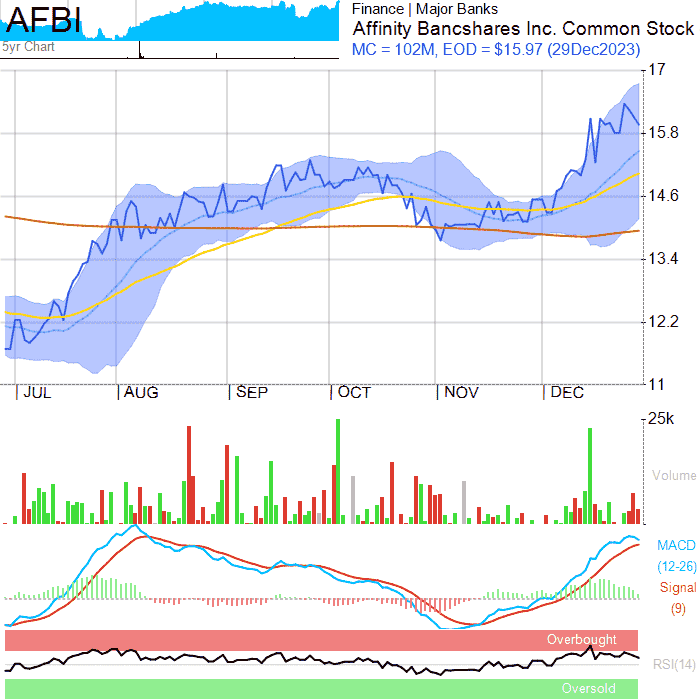 AFBI
5yr Chart
Finance | Major Banks
Affinity Bancshares Inc. Common Stock
MC = 102M, EOD = $15.97 (29Dec2023)
17
15.8
14.6
13.4
12.2
11
JUL AUG SEP OCT NOV DEC
25k
Volume
MACD
(12-26)
Signal
(9)
Overbought
RSI(14)
Oversold